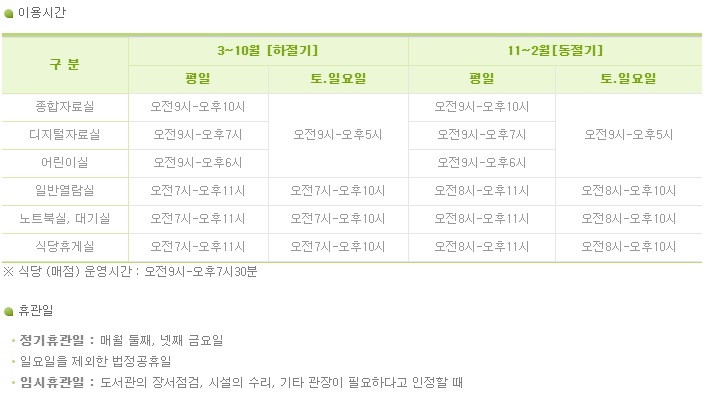 이용시간
구 분 3~10월 [하절기] 11~2월[동절기]
평일 토.일요일 평일 토.일요일
종합자료실 오전9시-오후10시 오전9시-오후10시
디지털자료실 오전9시-오후7시 오전9시-오후5시 오전9시-오후7시 오전9시-오후5시
어린이실 오전9시-오후6시 오전9시-오후6시
일반열람실 오전7시-오후11시 오전7시-오후10시 오전8시-오후11시 오전8시-오후10시
노트북실, 대기실 오전7시-오후11시 오전7시-오후10시 오전8시-오후11시 오전8시-오후10시
식당휴게실 오전7시-오후11시 오전7시-오후10시 오전8시-오후11시 오전8시-오후10시
※ 식당 (매점) 운영시간 : 오전9시-오후7시30분
휴관일
정기휴관일 : 매월 둘째, 넷째 금요일
일요일을 제외한 법정공휴일
임시휴관일 : 도서관의 장서점검, 시설의 수리, 기타 관장이 필요하다고 인정할 때